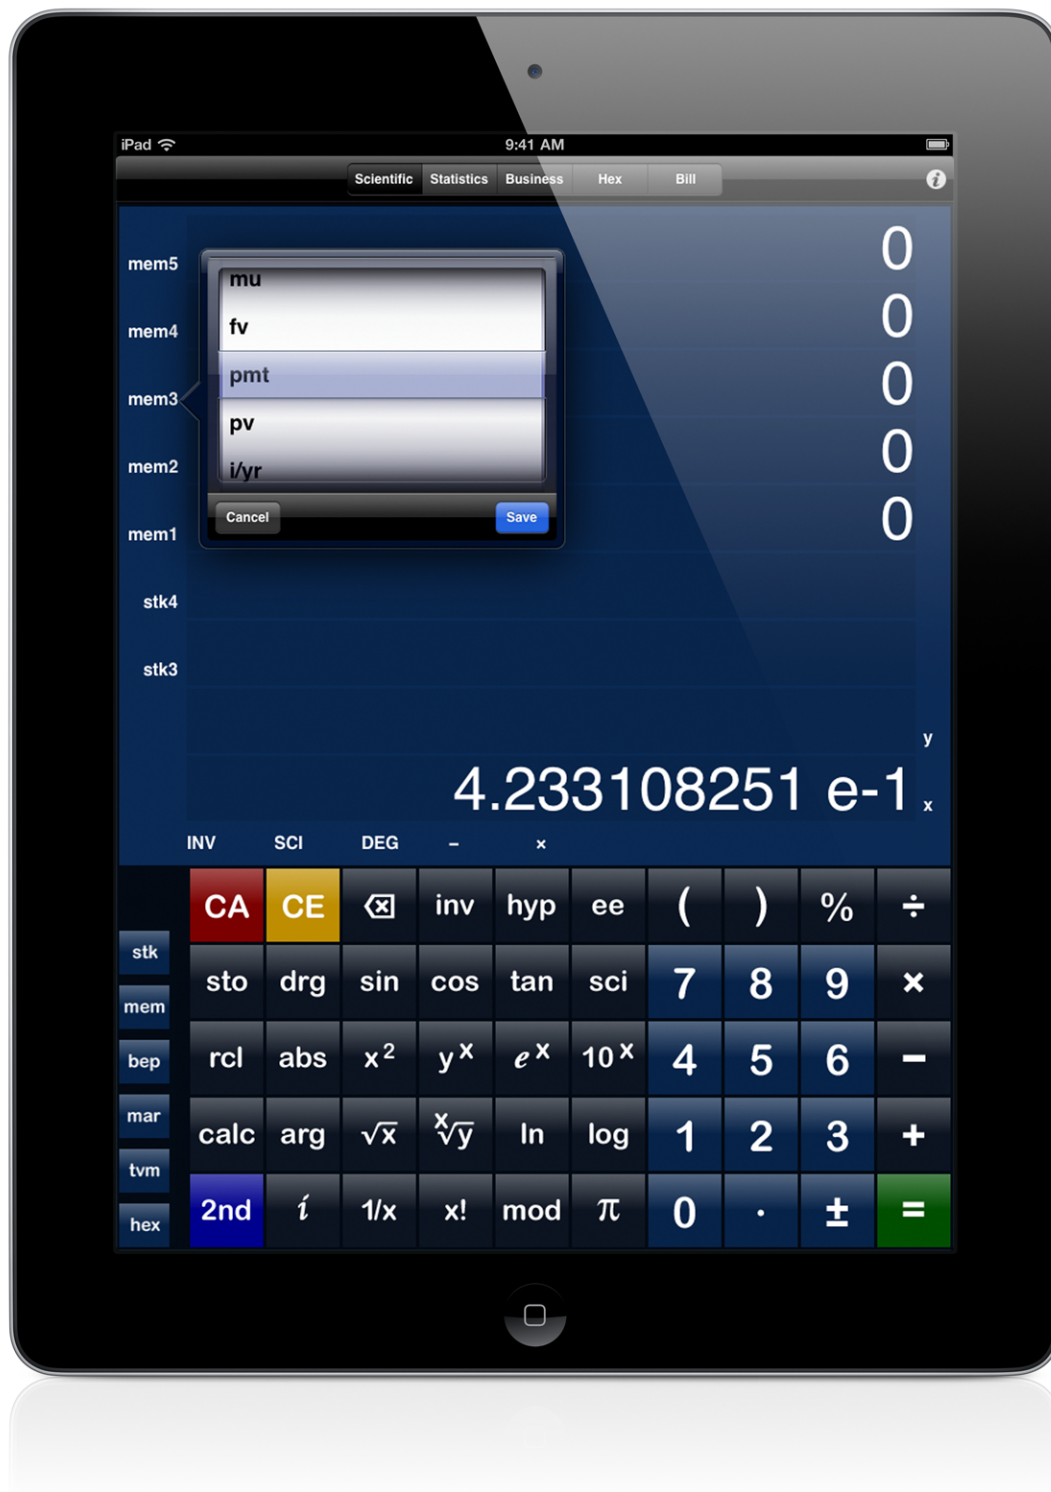 iPad 9:41 AM
Scientific Statistics Business Hex Bill i
mem5 0
mu
fv
mem4 0
pmt
mem3 0
pv
mem2 0
i/yr
Cancel Save
mem1 0
stk4
stk3
y
4.233108251 e-1 x
INV SCI DEG − ×
CA CE inv hyp ee ( ) % ÷
stk
sto drg sin cos tan sci 7 8 9 ×
mem
rcl abs x² yˣ eˣ 10ˣ 4 5 6 −
bep
mar
calc arg √x ˣ√y ln log 1 2 3 +
tvm
2nd i 1/x x! mod π 0 . ± =
hex